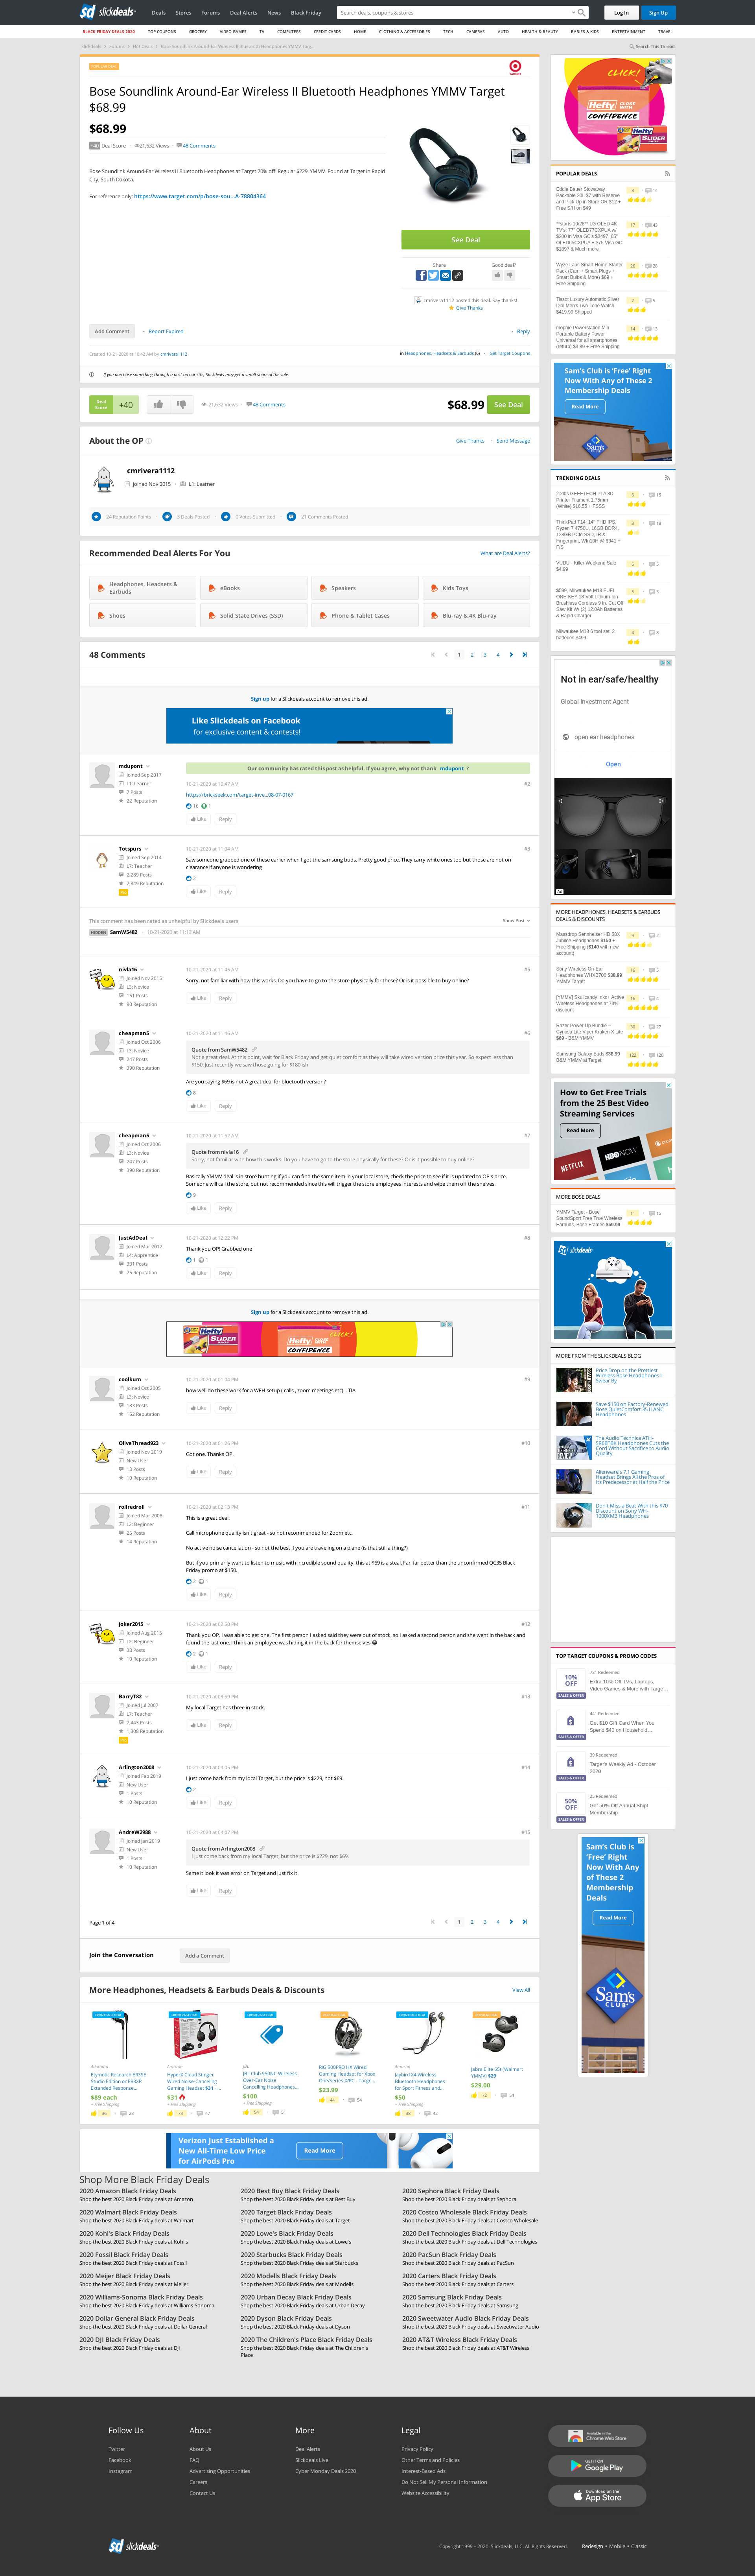 slickdeals
Deals Stores Forums Deal Alerts News Black Friday
Search deals, coupons & stores
Log In Sign Up
BLACK FRIDAY DEALS 2020 TOP COUPONS GROCERY VIDEO GAMES TV COMPUTERS CREDIT CARDS HOME CLOTHING & ACCESSORIES TECH CAMERAS AUTO HEALTH & BEAUTY BABIES & KIDS ENTERTAINMENT TRAVEL
Slickdeals > Forums > Hot Deals > Bose Soundlink Around-Ear Wireless II Bluetooth Headphones YMMV Targ...
Search This Thread
Bose Soundlink Around-Ear Wireless II Bluetooth Headphones YMMV Target
$68.99
$68.99
+40 Deal Score 21,632 Views 48 Comments
Bose Soundlink Around-Ear Wireless II Bluetooth Headphones at Target 70% off. Regular $229. YMMV. Found at Target in Rapid
City, South Dakota.
For reference only: https://www.target.com/p/bose-sou...A-78804364
See Deal
Share Good deal?
cmrivera1112 posted this deal. Say thanks!
Give Thanks
Add Comment Report Expired Reply
Created 10-21-2020 at 10:42 AM by cmrivera1112
in Headphones, Headsets & Earbuds (6) Get Target Coupons
If you purchase something through a post on our site, Slickdeals may get a small share of the sale.
Deal Score +40 21,632 Views 48 Comments $68.99 See Deal
About the OP
Give Thanks Send Message
cmrivera1112
Joined Nov 2015 L1: Learner
24 Reputation Points 3 Deals Posted 9 Votes Submitted 21 Comments Posted
Recommended Deal Alerts For You
What are Deal Alerts?
Headphones, Headsets & Earbuds
eBooks
Speakers
Kids Toys
Shoes
Solid State Drives (SSD)
Phone & Tablet Cases
Blu-ray & 4K Blu-ray
48 Comments
1 2 3 4
Sign up for a Slickdeals account to remove this ad.
Like Slickdeals on Facebook
for exclusive content & contests!
mdupont
Joined Sep 2017
L1: Learner
7 Posts
22 Reputation
Our community has rated this post as helpful. If you agree, why not thank mdupont ?
10-21-2020 at 10:47 AM #2
https://brickseek.com/target-inve...08-07-0167
16 1
Like Reply
Totspurs
Joined Sep 2014
L7: Teacher
2,289 Posts
7,849 Reputation
Pro
10-21-2020 at 11:04 AM #3
Saw someone grabbed one of these earlier when I got the samsung buds. Pretty good price. They carry white ones too but those are not on
clearance if anyone is wondering
2
Like Reply
This comment has been rated as unhelpful by Slickdeals users
Show Post
HIDDEN SamW5482 10-21-2020 at 11:13 AM
nivla16
Joined Nov 2015
L3: Novice
151 Posts
90 Reputation
10-21-2020 at 11:45 AM #5
Sorry, not familiar with how this works. Do you have to go to the store physically for these? Or is it possible to buy online?
Like Reply
cheapman5
Joined Oct 2006
L3: Novice
247 Posts
390 Reputation
10-21-2020 at 11:46 AM #6
Quote from SamW5482
Not a great deal. At this point, wait for Black Friday and get quiet comfort as they will take wired version price this year. So expect less than
$150, Just recently we saw those going for $180 sh
Are you saying $69 is not A great deal for bluetooth version?
8
Like Reply
cheapman5
Joined Oct 2006
L3: Novice
247 Posts
390 Reputation
10-21-2020 at 11:52 AM #7
Quote from nivla16
Sorry, not familiar with how this works. Do you have to go to the store physically for these? Or is it possible to buy online?
Basically YMMV deal is in store hunting if you can find the same item in your local store, check the price to see if it is updated to OP's price.
Someone will call the store, but not recommended since this will trigger the store employees interests and wipe them off the shelves.
9
Like Reply
JustAdDeal
Joined Mar 2012
L4: Apprentice
331 Posts
75 Reputation
10-21-2020 at 12:22 PM #8
Thank you OP! Grabbed one
1 1
Like Reply
Sign up for a Slickdeals account to remove this ad.
CLICK!
coolkum
Joined Oct 2005
L3: Novice
183 Posts
152 Reputation
10-21-2020 at 01:04 PM #9
how well do these work for a WFH setup ( calls , zoom meetings etc) .. TIA
Like Reply
OliveThread923
Joined Nov 2019
New User
13 Posts
10 Reputation
10-21-2020 at 01:26 PM #10
Got one. Thanks OP.
Like Reply
rollredroll
Joined Mar 2008
L2: Beginner
25 Posts
14 Reputation
10-21-2020 at 02:13 PM #11
This is a great deal.
Call microphone quality isn't great - so not recommended for Zoom etc.
No active noise cancellation - so not the best if you are traveling on a plane (is that still a thing?)
But if you primarily want to listen to music with incredible sound quality, this at $69 is a steal. Far, far better than the unconfirmed QC35 Black
Friday promo at $150.
2 1
Like Reply
Joker2015
Joined Aug 2015
L2: Beginner
33 Posts
10 Reputation
10-21-2020 at 02:50 PM #12
Thank you OP. I was able to get one. The first person I asked said they were out of stock, so I asked a second person and she went in the back and
found the last one. I think an employee was hiding it in the back for themselves 😂
2 1
Like Reply
BarryT82
Joined Jul 2007
L7: Teacher
2,443 Posts
1,308 Reputation
Pro
10-21-2020 at 03:59 PM #13
My local Target has three in stock.
Like Reply
Arlington2008
Joined Feb 2019
New User
1 Posts
10 Reputation
10-21-2020 at 04:05 PM #14
I Just come back from my local Target, but the price is $229, not $69.
2
Like Reply
AndreW2988
Joined Jan 2019
New User
1 Posts
10 Reputation
10-21-2020 at 04:07 PM #15
Quote from Arlington2008
I Just come back from my local Target, but the price is $229, not $69.
Same it look it was error on Target and just fix it.
Like Reply
Page 1 of 4 1 2 3 4
Join the Conversation Add a Comment
More Headphones, Headsets & Earbuds Deals & Discounts
View All
Etymotic Research ER3SE Studio Edition or ER3XR Extended Response... $89 each + Free Shipping 36 33
Amazon HyperX Cloud Stinger Wired Noise-Canceling Gaming Headset $31 +... $31 + Free Shipping 73 47
JBL JBL Club 950NC Wireless Over-Ear Noise Cancelling Headphones... $100 + Free Shipping 54 51
RIG 500PRO HX Wired Gaming Headset for Xbox One/Series X/PC - Targe... $23.99 44 54
Amazon Jaybird X4 Wireless Bluetooth Headphones for Sport Fitness and... $50 + Free Shipping 38 42
Jabra Elite 65t (Walmart YMMV) $29 $29.00 72 54
Verizon Just Established a
New All-Time Low Price
for AirPods Pro
Read More
Shop More Black Friday Deals
2020 Amazon Black Friday Deals
Shop the best 2020 Black Friday deals at Amazon
2020 Best Buy Black Friday Deals
Shop the best 2020 Black Friday deals at Best Buy
2020 Sephora Black Friday Deals
Shop the best 2020 Black Friday deals at Sephora
2020 Walmart Black Friday Deals
Shop the best 2020 Black Friday deals at Walmart
2020 Target Black Friday Deals
Shop the best 2020 Black Friday deals at Target
2020 Costco Wholesale Black Friday Deals
Shop the best 2020 Black Friday deals at Costco Wholesale
2020 Kohl's Black Friday Deals
Shop the best 2020 Black Friday deals at Kohl's
2020 Lowe's Black Friday Deals
Shop the best 2020 Black Friday deals at Lowe's
2020 Dell Technologies Black Friday Deals
Shop the best 2020 Black Friday deals at Dell Technologies
2020 Fossil Black Friday Deals
Shop the best 2020 Black Friday deals at Fossil
2020 Starbucks Black Friday Deals
Shop the best 2020 Black Friday deals at Starbucks
2020 PacSun Black Friday Deals
Shop the best 2020 Black Friday deals at PacSun
2020 Meijer Black Friday Deals
Shop the best 2020 Black Friday deals at Meijer
2020 Modells Black Friday Deals
Shop the best 2020 Black Friday deals at Modells
2020 Carters Black Friday Deals
Shop the best 2020 Black Friday deals at Carters
2020 Williams-Sonoma Black Friday Deals
Shop the best 2020 Black Friday deals at Williams-Sonoma
2020 Urban Decay Black Friday Deals
Shop the best 2020 Black Friday deals at Urban Decay
2020 Samsung Black Friday Deals
Shop the best 2020 Black Friday deals at Samsung
2020 Dollar General Black Friday Deals
Shop the best 2020 Black Friday deals at Dollar General
2020 Dyson Black Friday Deals
Shop the best 2020 Black Friday deals at Dyson
2020 Sweetwater Audio Black Friday Deals
Shop the best 2020 Black Friday deals at Sweetwater Audio
2020 DJI Black Friday Deals
Shop the best 2020 Black Friday deals at DJI
2020 The Children's Place Black Friday Deals
Shop the best 2020 Black Friday deals at The Children's
Place
2020 AT&T Wireless Black Friday Deals
Shop the best 2020 Black Friday deals at AT&T Wireless
CLICK!
POPULAR DEALS
Eddie Bauer Stowaway
Packable 20L $7 with Reserve
and Pick Up in Store OR $12 +
Free S/H on $49
8 14
**starts 10/28** LG OLED 4K
TV's: 77" OLED77CXPUA w/
$200 in Visa GC's $3497, 65"
OLED65CXPUA + $75 Visa GC
$1897 & Much more
17 43
Wyze Labs Smart Home Starter
Pack (Cam + Smart Plugs +
Smart Bulbs & More) $69 +
Free Shipping
26 28
Tissot Luxury Automatic Silver
Dial Men's Two-Tone Watch
$419.99 Shipped
7 5
mophie Powerstation Min
Portable Battery Power
Universal for all smartphones
(refurb) $3.49 + Free Shipping
14 13
Sam's Club is 'Free' Right
Now With Any of These 2
Membership Deals
Read More
TRENDING DEALS
2.2lbs GEEETECH PLA 3D
Printer Filament 1.75mm
(White) $16.55 + FSSS
6 15
ThinkPad T14: 14" FHD IPS,
Ryzen 7 4750U, 16GB DDR4,
128GB PCIe SSD, IR &
Fingerprint, Win10H @ $941 +
F/S
3 18
VUDU - Killer Weekend Sale
$4.99
6 5
$599, Milwaukee M18 FUEL
ONE-KEY 18-Volt Lithium-Ion
Brushless Cordless 9 in. Cut Off
Saw Kit W/ (2) 12.0Ah Batteries
& Rapid Charger
5 3
Milwaukee M18 6 tool set, 2
batteries $499
4 8
Not in ear/safe/healthy
Global Investment Agent
open ear headphones
Open
Ad
MORE HEADPHONES, HEADSETS & EARBUDS
DEALS & DISCOUNTS
Massdrop Sennheiser HD 58X
Jubilee Headphones $150 +
Free Shipping ($140 with new
account)
9 2
Sony Wireless On-Ear
Headphones WHXB700 $38.99
YMMV Target
18 5
[YMMV] Skullcandy Inkd+ Active
Wireless Headphones at 73%
discount
16 4
Razer Power Up Bundle –
Cynosa Lite Viper Kraken X Lite
$69 - B&M YMMV
30 27
Samsung Galaxy Buds $38.99
B&M YMMV at Target
122 120
How to Get Free Trials
from the 25 Best Video
Streaming Services
Read More
NETFLIX HBO NOW
MORE BOSE DEALS
YMMV Target - Bose
SoundSport Free True Wireless
Earbuds, Bose Frames $59.99
11 15
slickdeals
MORE FROM THE SLICKDEALS BLOG
Price Drop on the Prettiest
Wireless Bose Headphones I
Swear By
Save $150 on Factory-Renewed
Bose QuietComfort 35 II ANC
Headphones
The Audio Technica ATH-
SR6BTBK Headphones Cuts the
Cord Without Sacrifice to Audio
Quality
Alienware's 7.1 Gaming
Headset Brings All the Pros of
Its Predecessor at Half the Price
Don't Miss a Beat With this $70
Discount on Sony WH-
1000XM3 Headphones
TOP TARGET COUPONS & PROMO CODES
10% OFF SALES & OFFER
731 Redeemed
Extra 10% Off TVs, Laptops,
Video Games & More with Targe...
SALES & OFFER
441 Redeemed
Get $10 Gift Card When You
Spend $40 on Household...
SALES & OFFER
39 Redeemed
Target's Weekly Ad - October
2020
50% OFF SALES & OFFER
25 Redeemed
Get 50% Off Annual Shipt
Membership
Sam's Club is
'Free' Right
Now With Any
of These 2
Membership
Deals
Read More
Sam's
CLUB
Follow Us
Twitter
Facebook
Instagram
About
About Us
FAQ
Advertising Opportunities
Careers
Contact Us
More
Deal Alerts
Slickdeals Live
Cyber Monday Deals 2020
Legal
Privacy Policy
Other Terms and Policies
Interest-Based Ads
Do Not Sell My Personal Information
Website Accessibility
Available in the
Chrome Web Store
GET IT ON
Google Play
Download on the
App Store
slickdeals
Copyright 1999 – 2020. Slickdeals, LLC. All Rights Reserved. Redesign • Mobile • Classic